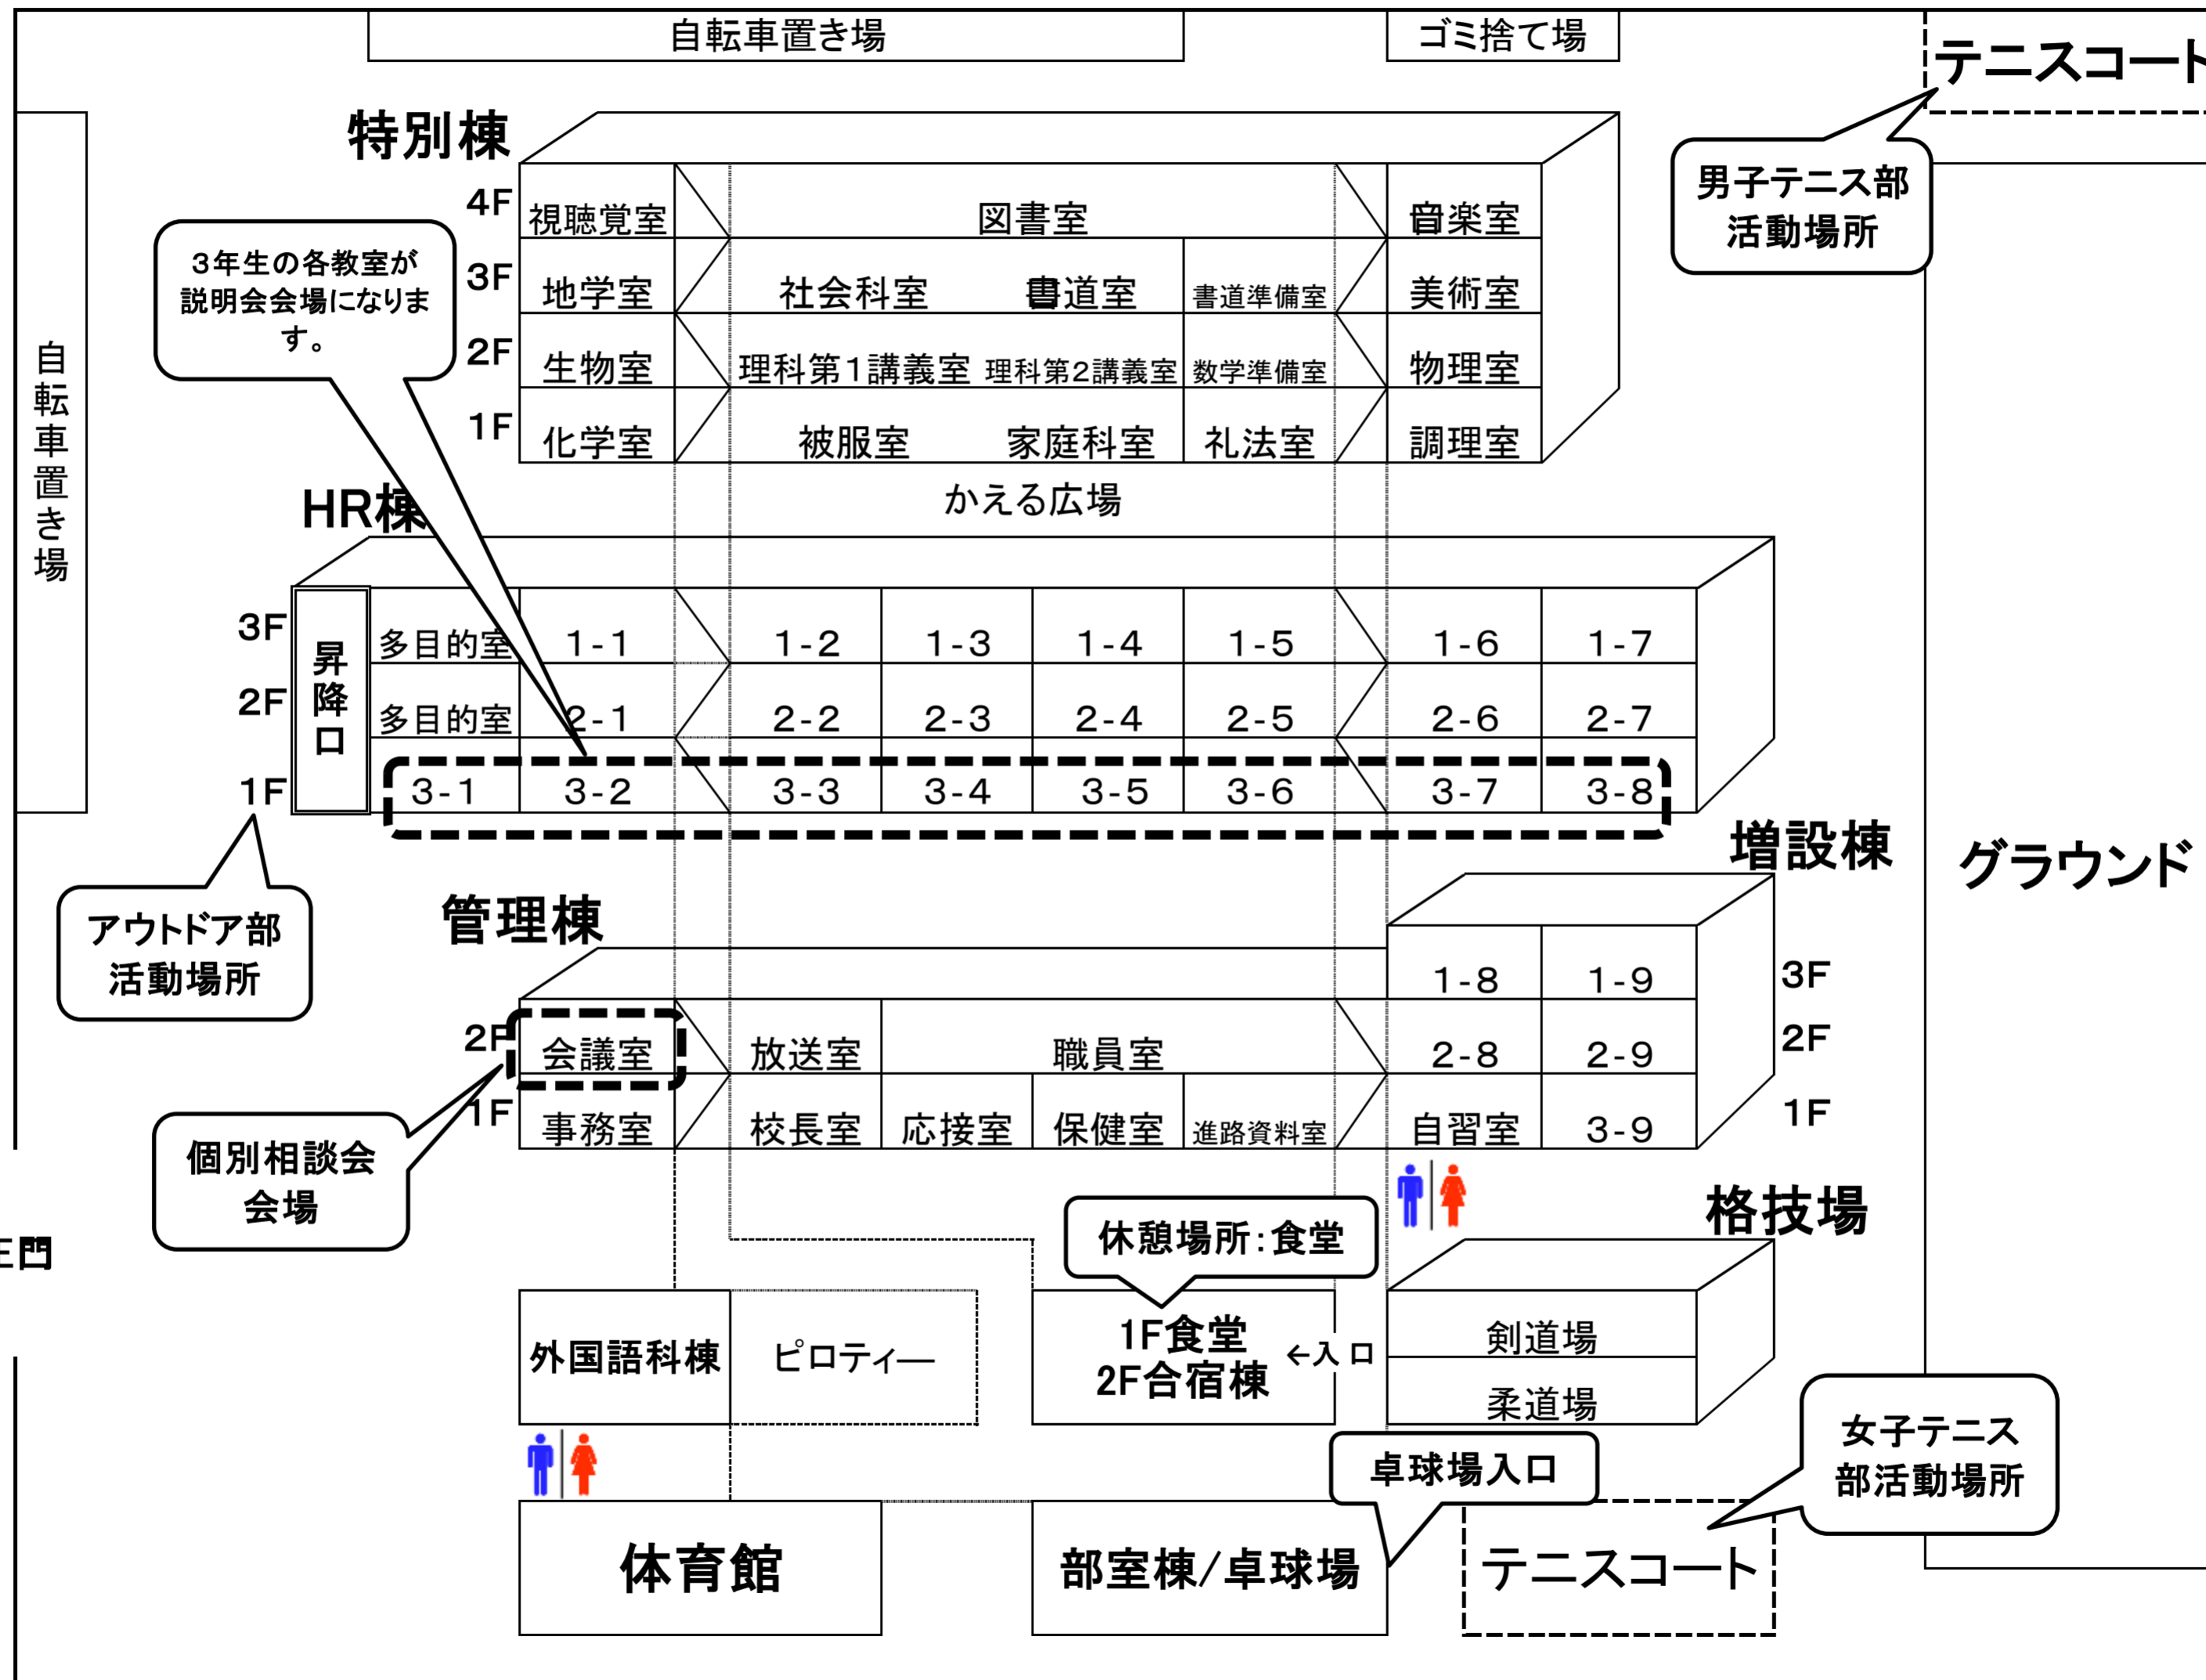 自転車置き場
ゴミ捨て場
テニスコート
男子テニス部
活動場所
自転車置き場
特別棟
4F 視聴覚室 図書室 音楽室
3F 地学室 社会科室 書道室 書道準備室 美術室
2F 生物室 理科第1講義室 理科第2講義室 数学準備室 物理室
1F 化学室 被服室 家庭科室 礼法室 調理室
3年生の各教室が
説明会会場になりま
す。
かえる広場
HR棟
昇降口
3F 多目的室 1-1 1-2 1-3 1-4 1-5 1-6 1-7
2F 多目的室 2-1 2-2 2-3 2-4 2-5 2-6 2-7
1F 3-1 3-2 3-3 3-4 3-5 3-6 3-7 3-8
アウトドア部
活動場所
グラウンド
増設棟
管理棟
1-8 1-9 3F
2F 会議室 放送室 職員室 2-8 2-9 2F
1F 事務室 校長室 応接室 保健室 進路資料室 自習室 3-9 1F
個別相談会
会場
門
休憩場所:食堂
格技場
外国語科棟
ピロティ―
1F食堂
2F合宿棟
←入口
剣道場
柔道場
女子テニス
部活動場所
卓球場入口
体育館
部室棟/卓球場
テニスコート